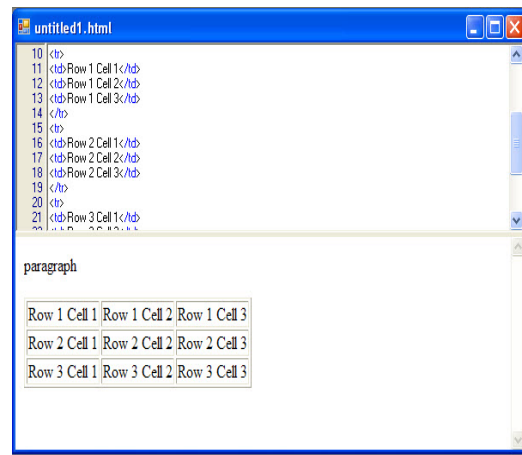 untitled1.html
10 <tr>
11 <td>Row 1 Cell 1</td>
12 <td>Row 1 Cell 2</td>
13 <td>Row 1 Cell 3</td>
14 </tr>
15 <tr>
16 <td>Row 2 Cell 1</td>
17 <td>Row 2 Cell 2</td>
18 <td>Row 2 Cell 3</td>
19 </tr>
20 <tr>
21 <td>Row 3 Cell 1</td>
paragraph
Row 1 Cell 1 Row 1 Cell 2 Row 1 Cell 3
Row 2 Cell 1 Row 2 Cell 2 Row 2 Cell 3
Row 3 Cell 1 Row 3 Cell 2 Row 3 Cell 3